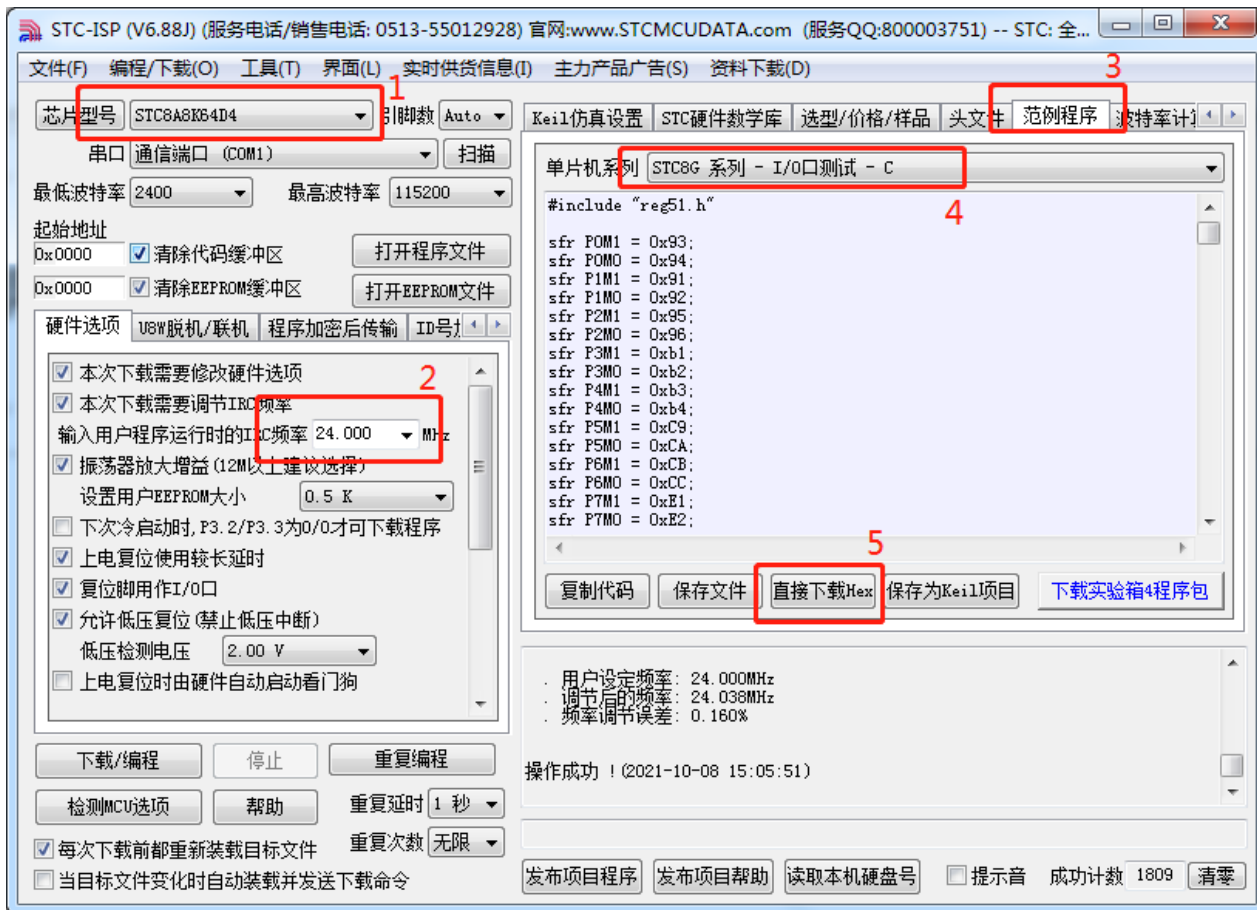 STC-ISP (V6.88J) (服务电话/销售电话: 0513-55012928) 官网:www.STCMCUDATA.com (服务QQ:800003751) -- STC: 全...
文件(F) 编程/下载(O) 工具(T) 界面(L) 实时供货信息(I) 主力产品广告(S) 资料下载(D)
1
3
芯片型号 STC8A8K64D4 引脚数 Auto
串口 通信端口 (COM1) 扫描
最低波特率 2400 最高波特率 115200
起始地址
0x0000 清除代码缓冲区 打开程序文件
0x0000 清除EEPROM缓冲区 打开EEPROM文件
硬件选项 U8W脱机/联机 程序加密后传输 ID号
本次下载需要修改硬件选项
2
本次下载需要调节IRC频率
输入用户程序运行时的IRC频率 24.000 MHz
振荡器放大增益(12M以上建议选择)
设置用户EEPROM大小 0.5 K
下次冷启动时,P3.2/P3.3为0/0才可下载程序
上电复位使用较长延时
复位脚用作I/O口
允许低压复位(禁止低压中断)
低压检测电压 2.00 V
上电复位时由硬件自动启动看门狗
下载/编程 停止 重复编程
检测MCU选项 帮助 重复延时 1 秒
重复次数 无限
每次下载前都重新装载目标文件
当目标文件变化时自动装载并发送下载命令
Keil仿真设置 STC硬件数学库 选型/价格/样品 头文件 范例程序 波特率计
单片机系列 STC8G 系列 - I/O口测试 - C
4
#include "reg51.h"
sfr P0M1 = 0x93;
sfr P0M0 = 0x94;
sfr P1M1 = 0x91;
sfr P1M0 = 0x92;
sfr P2M1 = 0x95;
sfr P2M0 = 0x96;
sfr P3M1 = 0xb1;
sfr P3M0 = 0xb2;
sfr P4M1 = 0xb3;
sfr P4M0 = 0xb4;
sfr P5M1 = 0xC9;
sfr P5M0 = 0xCA;
sfr P6M1 = 0xCB;
sfr P6M0 = 0xCC;
sfr P7M1 = 0xE1;
sfr P7M0 = 0xE2;
5
复制代码 保存文件 直接下载Hex 保存为Keil项目 下载实验箱4程序包
. 用户设定频率: 24.000MHz
. 调节后的频率: 24.038MHz
. 频率调节误差: 0.160%
操作成功 !(2021-10-08 15:05:51)
发布项目程序 发布项目帮助 读取本机硬盘号 提示音 成功计数 1809 清零